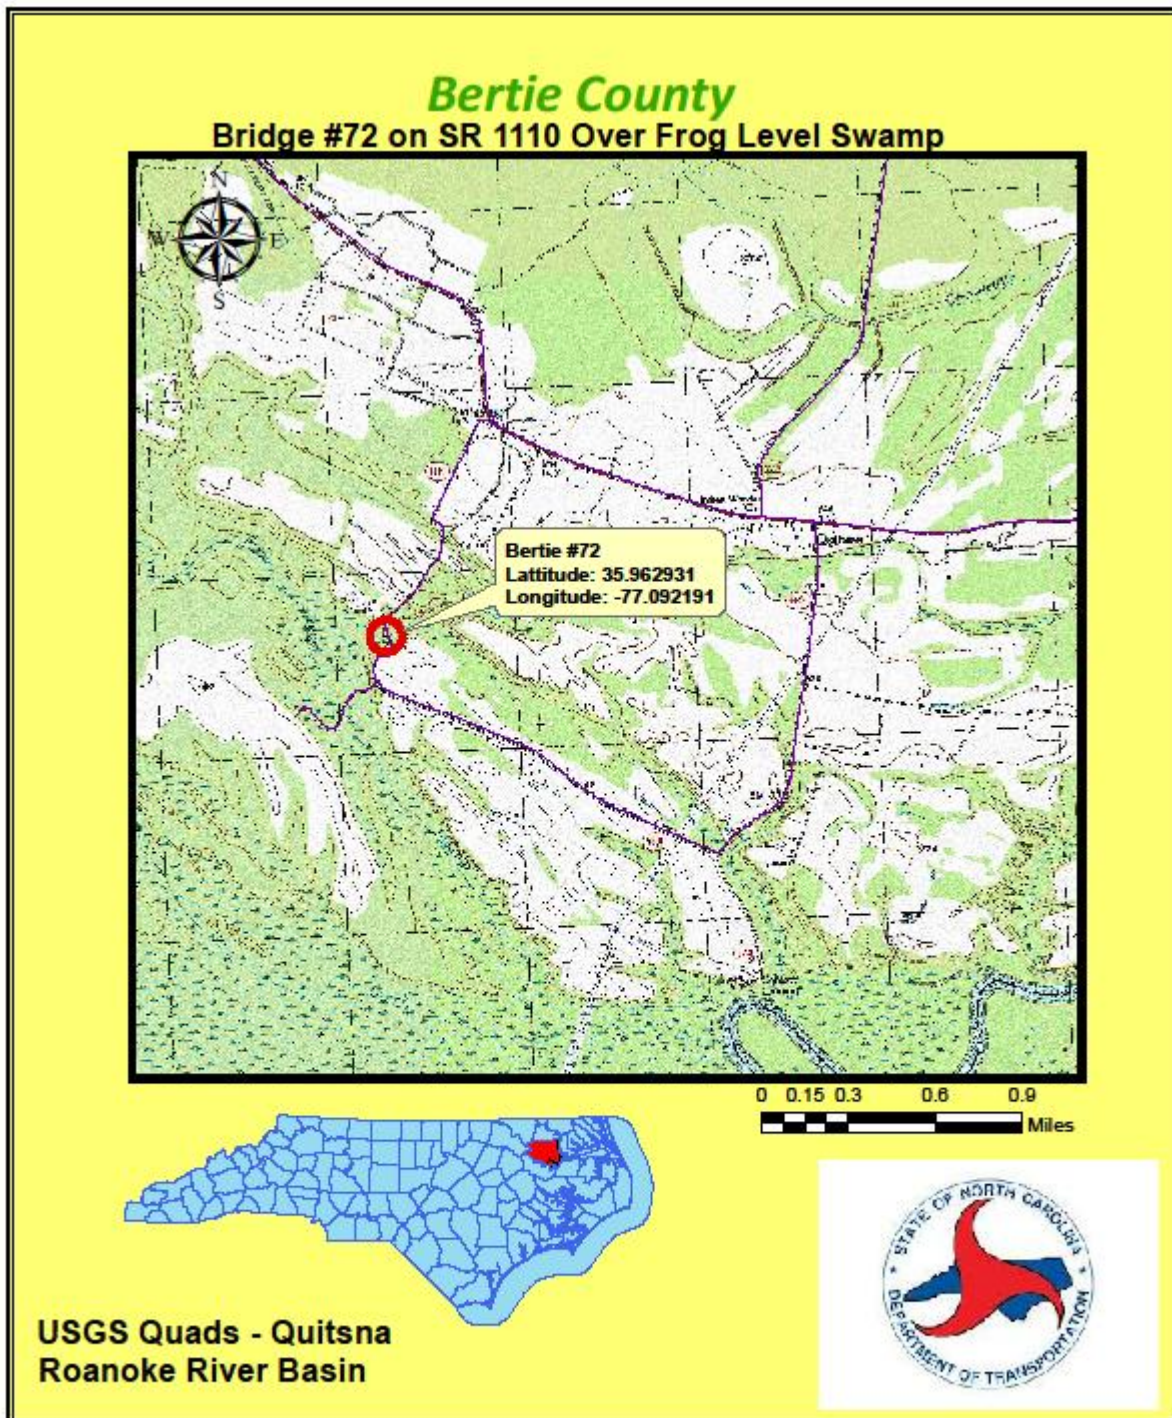 Bertie County
Bridge #72 on SR 1110 Over Frog Level Swamp
N
W E
S
Bertie #72
Lattitude: 35.962931
Longitude: -77.092191
0 0.15 0.3 0.6 0.9
Miles
STATE OF NORTH CAROLINA
DEPARTMENT OF TRANSPORTATION
USGS Quads - Quitsna
Roanoke River Basin